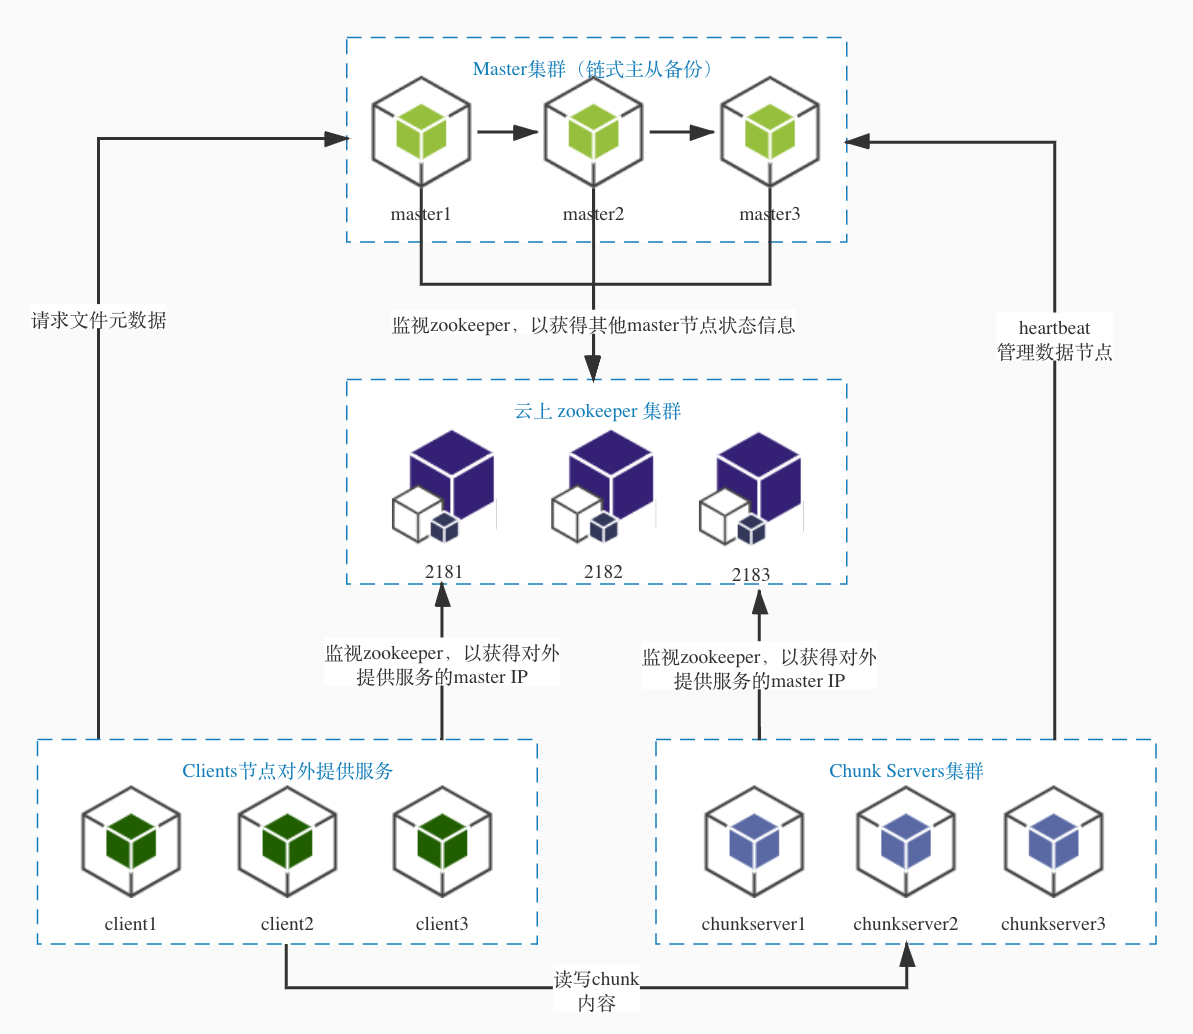 Master集群（链式主从备份）
master1
master2
master3
请求文件元数据
监视zookeeper，以获得其他master节点状态信息
heartbeat
管理数据节点
云上 zookeeper 集群
2181
2182
2183
监视zookeeper，以获得对外
提供服务的master IP
监视zookeeper，以获得对外
提供服务的master IP
Clients节点对外提供服务
client1
client2
client3
Chunk Servers集群
chunkserver1
chunkserver2
chunkserver3
读写chunk
内容